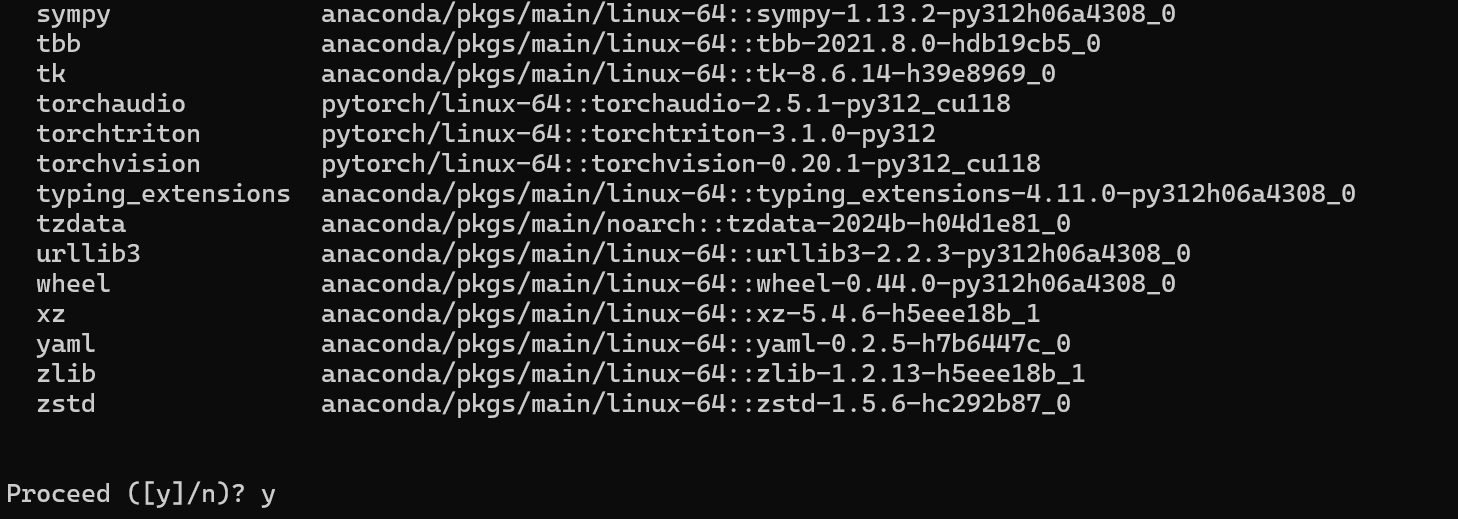 sympy anaconda/pkgs/main/linux-64::sympy-1.13.2-py312h06a4308_0
tbb anaconda/pkgs/main/linux-64::tbb-2021.8.0-hdb19cb5_0
tk anaconda/pkgs/main/linux-64::tk-8.6.14-h39e8969_0
torchaudio pytorch/linux-64::torchaudio-2.5.1-py312_cu118
torchtriton pytorch/linux-64::torchtriton-3.1.0-py312
torchvision pytorch/linux-64::torchvision-0.20.1-py312_cu118
typing_extensions anaconda/pkgs/main/linux-64::typing_extensions-4.11.0-py312h06a4308_0
tzdata anaconda/pkgs/main/noarch::tzdata-2024b-h04d1e81_0
urllib3 anaconda/pkgs/main/linux-64::urllib3-2.2.3-py312h06a4308_0
wheel anaconda/pkgs/main/linux-64::wheel-0.44.0-py312h06a4308_0
xz anaconda/pkgs/main/linux-64::xz-5.4.6-h5eee18b_1
yaml anaconda/pkgs/main/linux-64::yaml-0.2.5-h7b6447c_0
zlib anaconda/pkgs/main/linux-64::zlib-1.2.13-h5eee18b_1
zstd anaconda/pkgs/main/linux-64::zstd-1.5.6-hc292b87_0
Proceed ([y]/n)? y